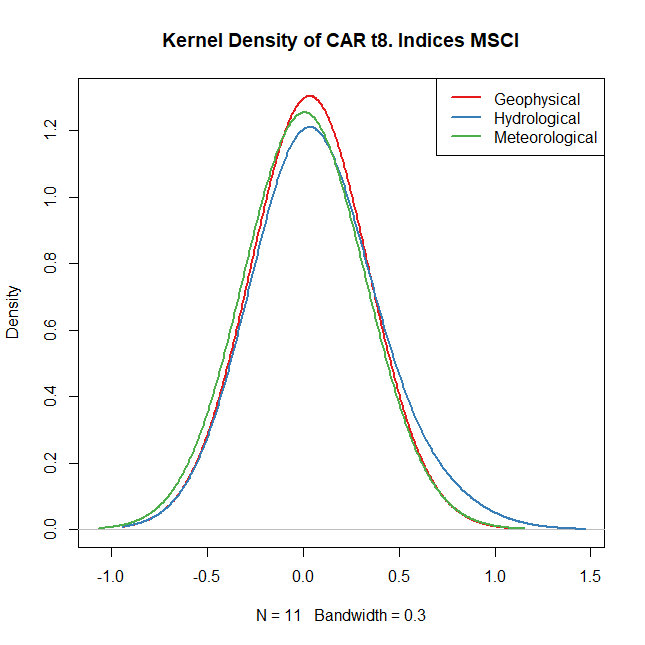 Kernel Density of CAR t8. Indices MSCI
Geophysical
Hydrological
Meteorological
Density
1.2
1.0
0.8
0.6
0.4
0.2
0.0
-1.0 -0.5 0.0 0.5 1.0 1.5
N = 11 Bandwidth = 0.3